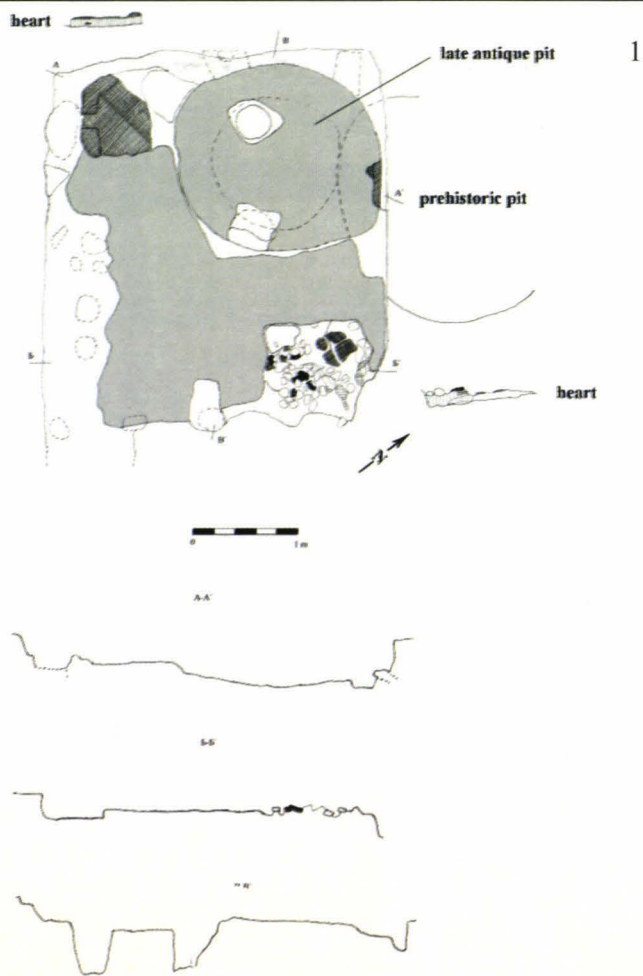 heart
late antique pit
1
A
B
A'
prehistoric pit
Б
Б'
heart
B'
0
1 m
A-A'
Б-Б'